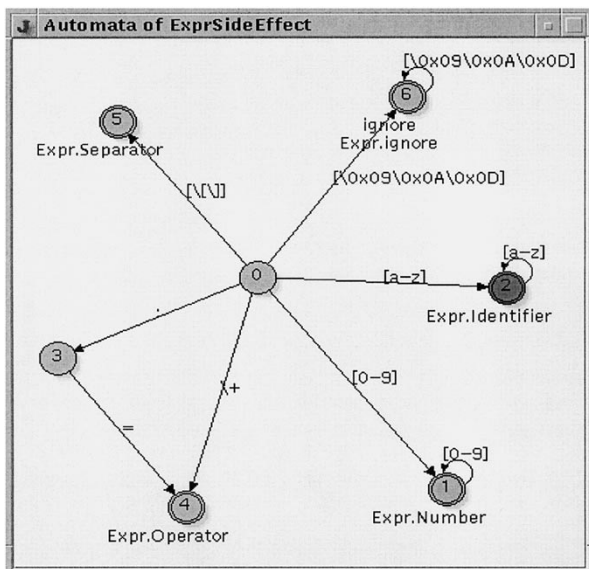 Automata of ExprSideEffect
[\0x09\0x0A\0x0D]
6
ignore
Expr.ignore
5
Expr.Separator
[\[\]]
[\0x09\0x0A\0x0D]
0
[a-z]
[a-z]
2
Expr.Identifier
3
[0-9]
\+
=
[0-9]
1
Expr.Number
4
Expr.Operator